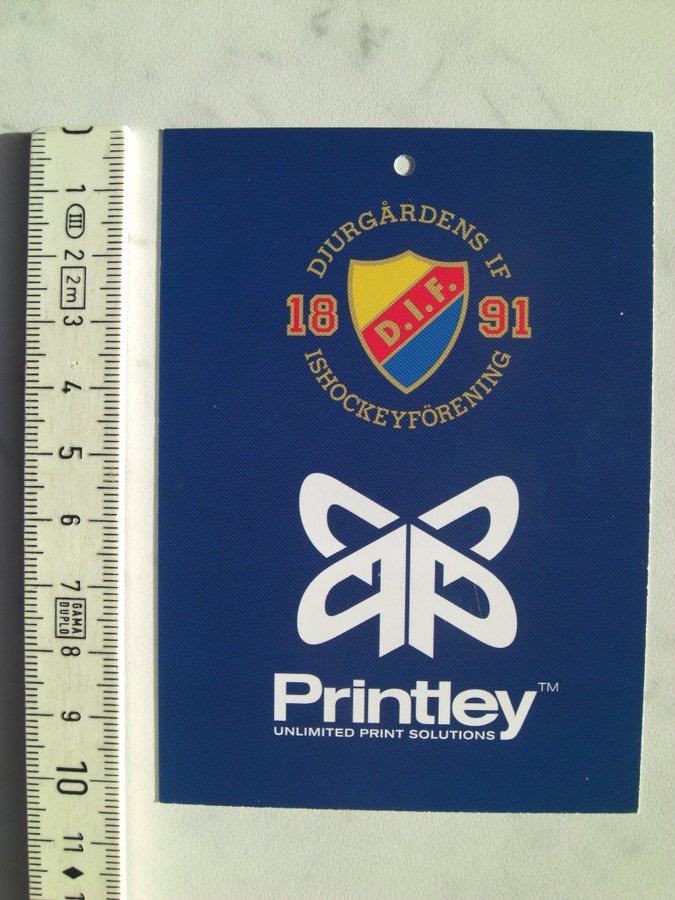 DJURGÅRDENS IF
18 91
D.I.F.
ISHOCKEYFÖRENING
Printley™
UNLIMITED PRINT SOLUTIONS
1
III
2
2m
3
4
5
6
7
GAMA
DUPLO
8
9
10
11